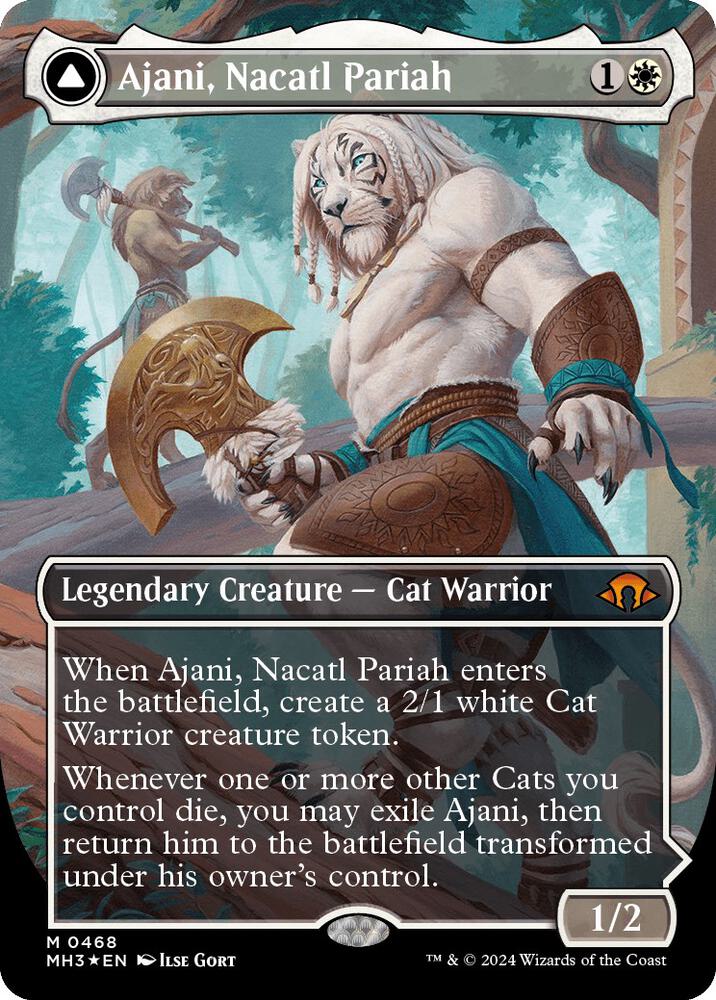 Ajani, Nacatl Pariah 1
Legendary Creature — Cat Warrior
When Ajani, Nacatl Pariah enters
the battlefield, create a 2/1 white Cat
Warrior creature token.
Whenever one or more other Cats you
control die, you may exile Ajani, then
return him to the battlefield transformed
under his owner's control.
1/2
M 0468
MH3★EN Ilse Gort
™ & © 2024 Wizards of the Coast